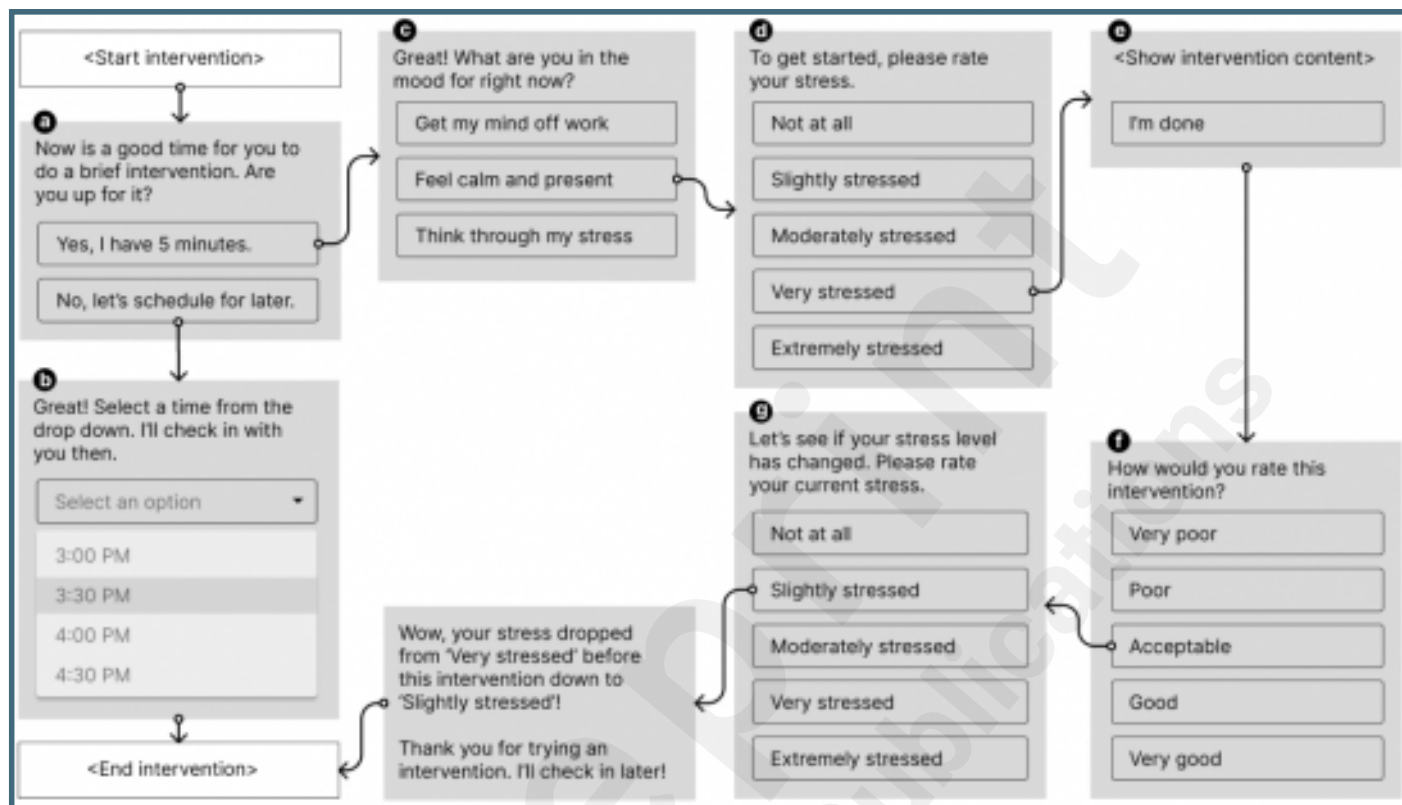 <Start intervention>
a
Now is a good time for you to
do a brief intervention. Are
you up for it?
Yes, I have 5 minutes.
No, let's schedule for later.
b
Great! Select a time from the
drop down. I'll check in with
you then.
Select an option
3:00 PM
3:30 PM
4:00 PM
4:30 PM
<End intervention>
c
Great! What are you in the
mood for right now?
Get my mind off work
Feel calm and present
Think through my stress
d
To get started, please rate
your stress.
Not at all
Slightly stressed
Moderately stressed
Very stressed
Extremely stressed
e
<Show intervention content>
I'm done
f
How would you rate this
intervention?
Very poor
Poor
Acceptable
Good
Very good
g
Let's see if your stress level
has changed. Please rate
your current stress.
Not at all
Slightly stressed
Moderately stressed
Very stressed
Extremely stressed
Wow, your stress dropped
from 'Very stressed' before
this intervention down to
'Slightly stressed'!
Thank you for trying an
intervention. I'll check in later!